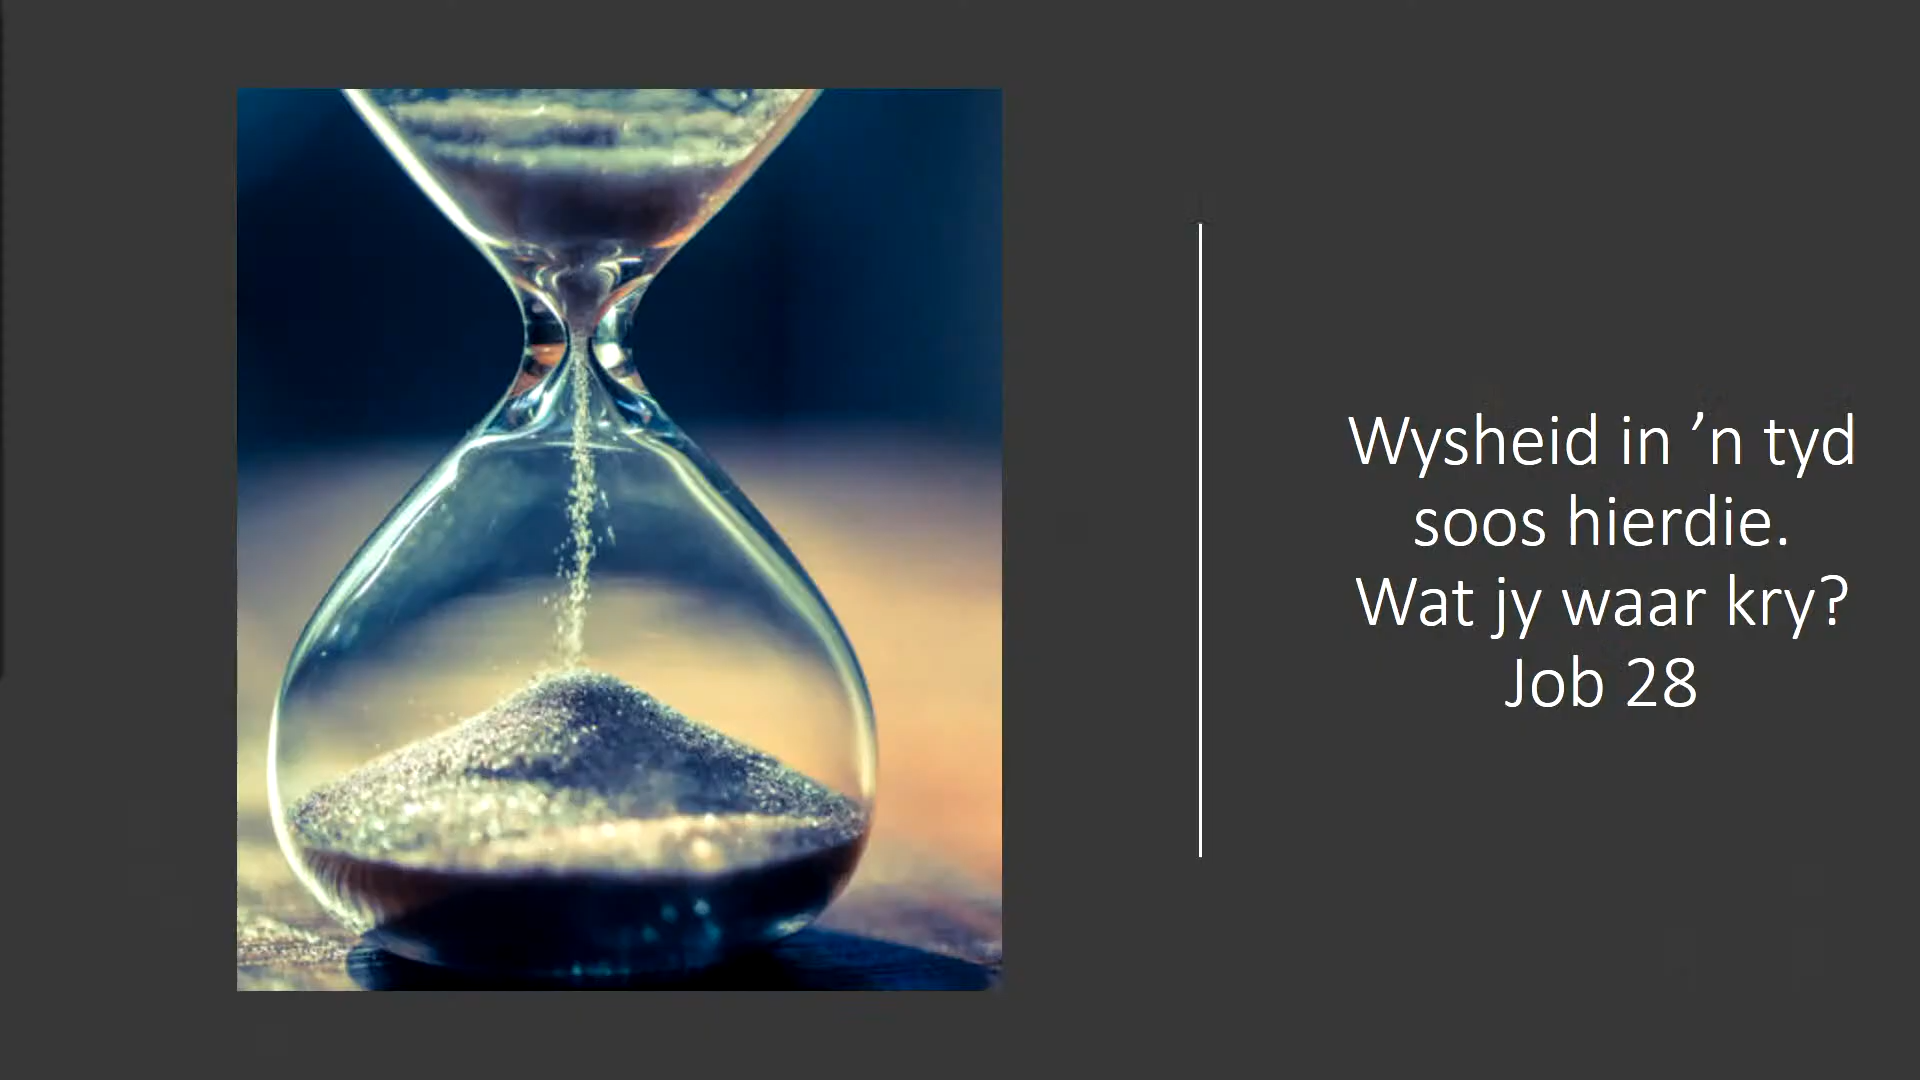 Wysheid in ’n tyd
soos hierdie.
Wat jy waar kry?
Job 28